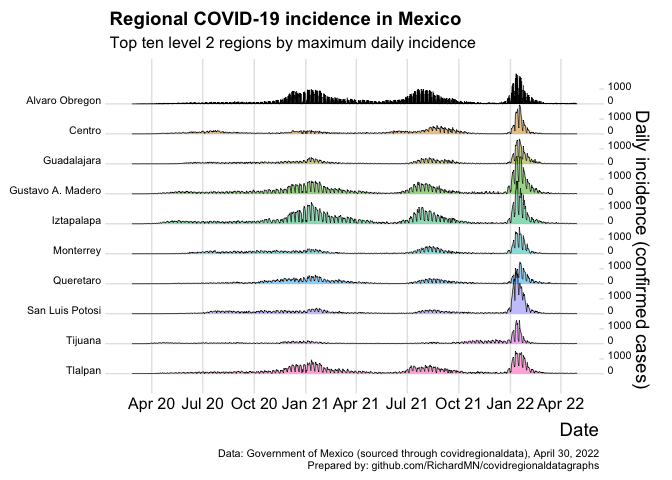 Regional COVID-19 incidence in Mexico
Top ten level 2 regions by maximum daily incidence
Alvaro Obregon
Centro
Guadalajara
Gustavo A. Madero
Iztapalapa
Monterrey
Queretaro
San Luis Potosi
Tijuana
Tlalpan
1000
0
1000
0
1000
0
1000
0
1000
0
1000
0
1000
0
1000
0
1000
0
1000
0
Daily incidence (confirmed cases)
Apr 20 Jul 20 Oct 20 Jan 21 Apr 21 Jul 21 Oct 21 Jan 22 Apr 22
Date
Data: Government of Mexico (sourced through covidregionaldata), April 30, 2022
Prepared by: github.com/RichardMN/covidregionaldatagraphs